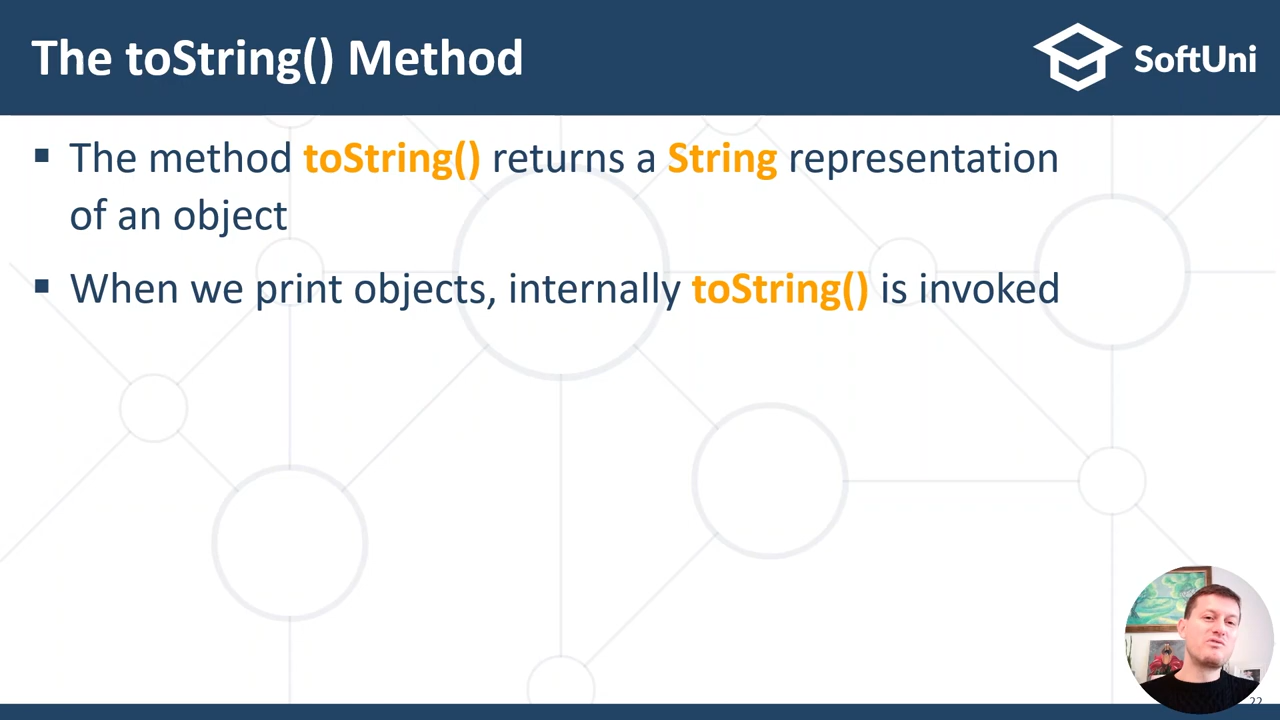 The toString() Method
SoftUni
▪ The method toString() returns a String representation
of an object
▪ When we print objects, internally toString() is invoked
22